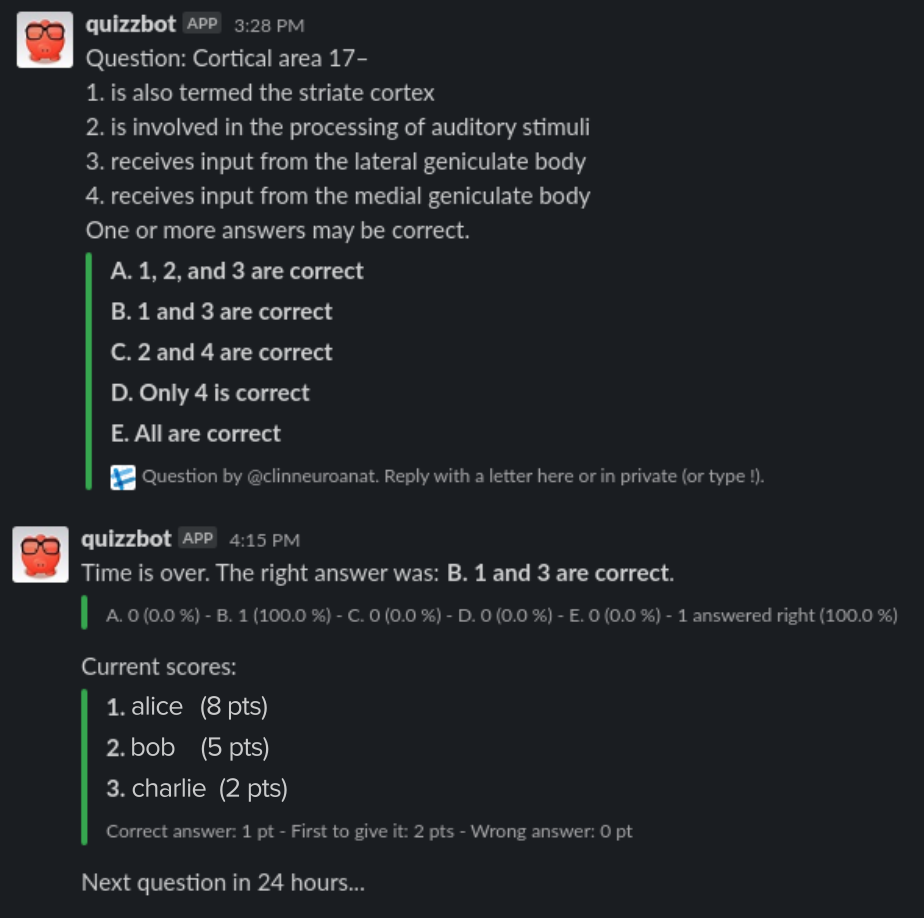 quizzbot APP 3:28 PM
Question: Cortical area 17–
1. is also termed the striate cortex
2. is involved in the processing of auditory stimuli
3. receives input from the lateral geniculate body
4. receives input from the medial geniculate body
One or more answers may be correct.
A. 1, 2, and 3 are correct
B. 1 and 3 are correct
C. 2 and 4 are correct
D. Only 4 is correct
E. All are correct
Question by @clinneuroanat. Reply with a letter here or in private (or type !).
quizzbot APP 4:15 PM
Time is over. The right answer was: B. 1 and 3 are correct.
A. 0 (0.0 %) - B. 1 (100.0 %) - C. 0 (0.0 %) - D. 0 (0.0 %) - E. 0 (0.0 %) - 1 answered right (100.0 %)
Current scores:
1. alice (8 pts)
2. bob (5 pts)
3. charlie (2 pts)
Correct answer: 1 pt - First to give it: 2 pts - Wrong answer: 0 pt
Next question in 24 hours...